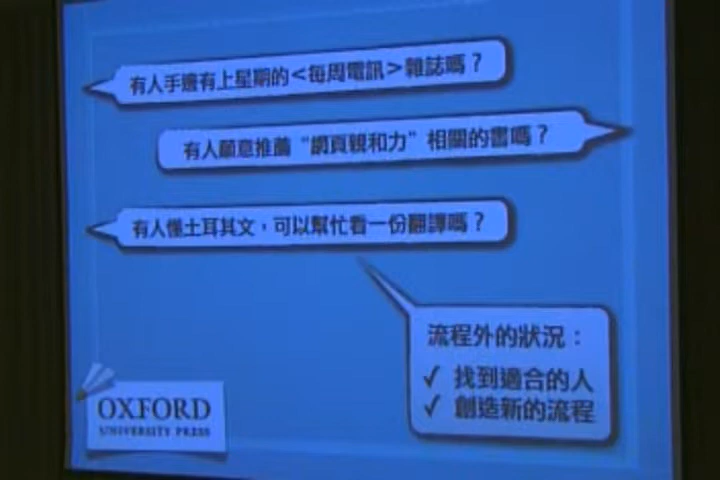 有人手邊有上星期的<每周電訊>雜誌嗎？
有人願意推薦“網頁親和力”相關的書嗎？
有人懂土耳其文，可以幫忙看一份翻譯嗎？
流程外的狀況：
✓ 找到適合的人
✓ 創造新的流程
OXFORD
UNIVERSITY PRESS